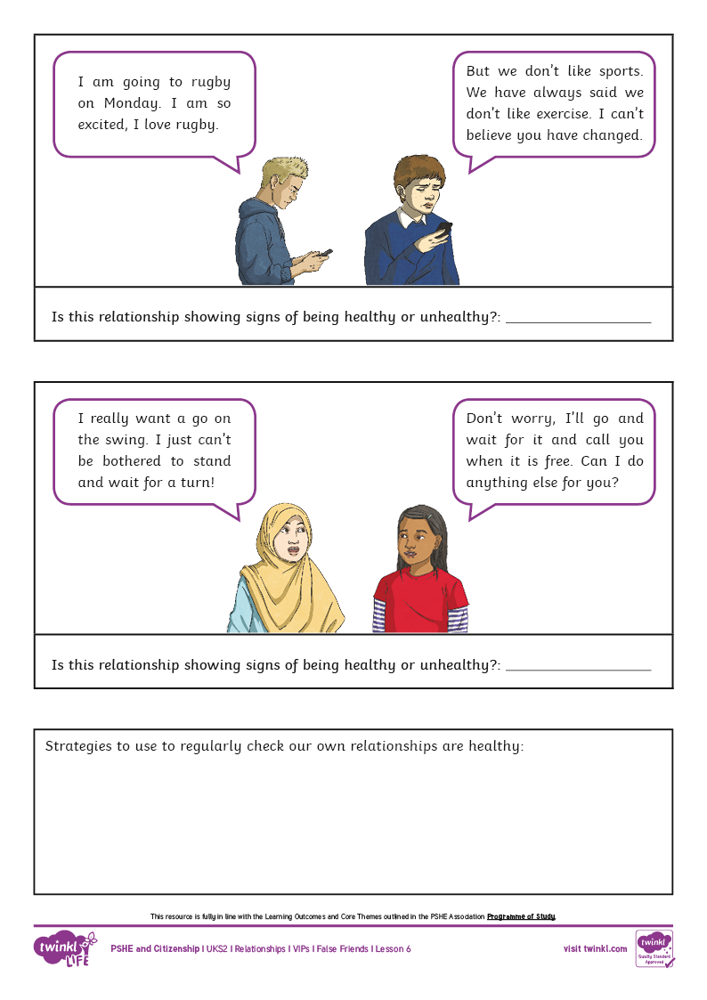 I am going to rugby
on Monday. I am so
excited, I love rugby.
But we don't like sports.
We have always said we
don't like exercise. I can't
believe you have changed.
Is this relationship showing signs of being healthy or unhealthy?: ___________________
I really want a go on
the swing. I just can't
be bothered to stand
and wait for a turn!
Don't worry, I'll go and
wait for it and call you
when it is free. Can I do
anything else for you?
Is this relationship showing signs of being healthy or unhealthy?: ___________________
Strategies to use to regularly check our own relationships are healthy:
This resource is fully in line with the Learning Outcomes and Core Themes outlined in the PSHE Association Programme of Study.
twinkl
LIFE
PSHE and Citizenship | UKS2 | Relationships | VIPs | False Friends | Lesson 6
visit twinkl.com
twinkl
Quality Standard
Approved